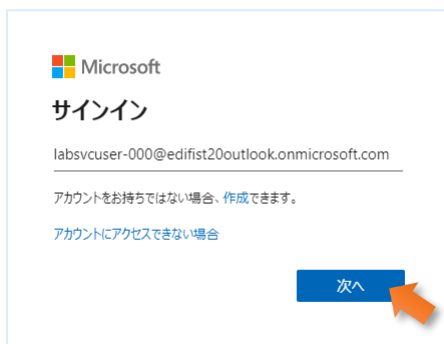 Microsoft
サインイン
labsvcuser-000@edifist20outlook.onmicrosoft.com
アカウントをお持ちではない場合、作成できます。
アカウントにアクセスできない場合
次へ